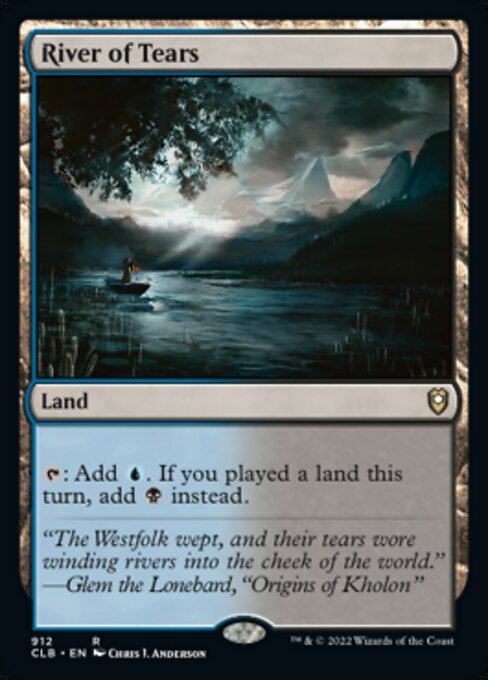 River of Tears
Land
: Add . If you played a land this
turn, add instead.
“The Westfolk wept, and their tears wore
winding rivers into the cheek of the world.”
—Glem the Lonebard, “Origins of Kholon”
912 R
CLB • EN Chris J. Anderson
™ & © 2022 Wizards of the Coast